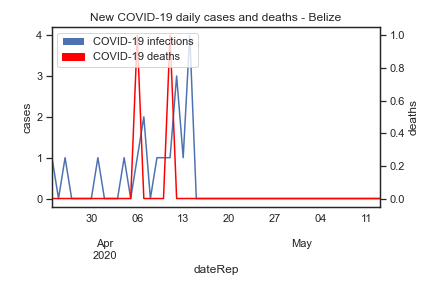 New COVID-19 daily cases and deaths - Belize
COVID-19 infections
COVID-19 deaths
cases
4
3
2
1
0
deaths
1.0
0.8
0.6
0.4
0.2
0.0
30 06 13 20 27 04 11
Apr May
2020
dateRep